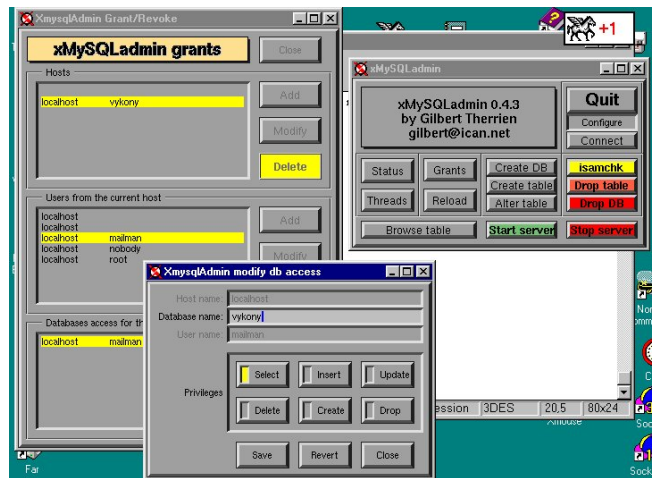 XmysqlAdmin Grant/Revoke
xMySQLadmin grants
Close
Hosts
localhost vykony
Add
Modify
Delete
Users from the current host
localhost
localhost
localhost mailman
localhost nobody
localhost root
Add
Modify
Databases access for th
localhost mailman
XmysqlAdmin modify db access
Host name: localhost
Database name: vykony
User name: mailman
Privileges
Select Insert Update
Delete Create Drop
Save Revert Close
+1
xMySQLadmin
xMySQLadmin 0.4.3
by Gilbert Therrien
gilbert@ican.net
Quit
Configure
Connect
Status Grants Create DB isamchk
Create table Drop table
Threads Reload Alter table Drop DB
Browse table Start server Stop server
ession 3DES 20,5 80x24
Xmouse
Far
Nor
omm
Soc
Sock